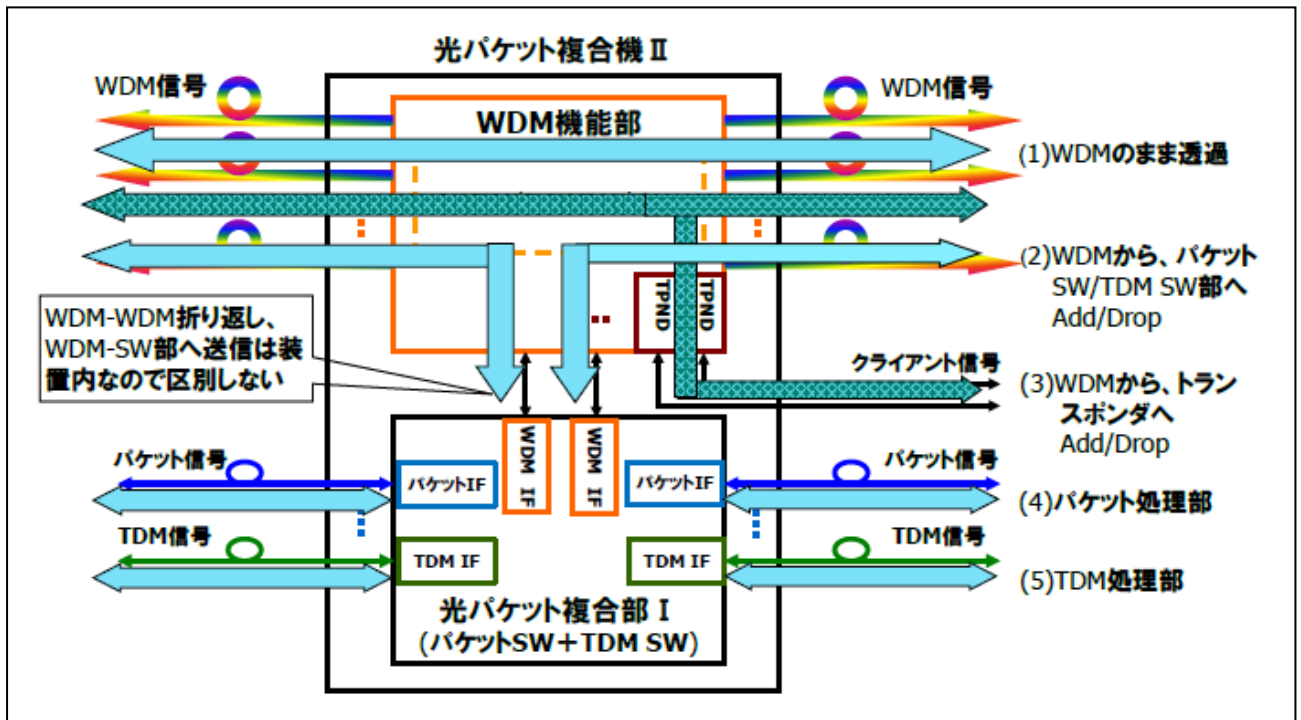 光パケット複合機Ⅱ
WDM信号
WDM信号
WDM機能部
(1)WDMのまま透過
(2)WDMから、パケット
SW/TDM SW部へ
Add/Drop
TPND
TPND
WDM-WDM折り返し、
WDM-SW部へ送信は装
置内なので区別しない
クライアント信号
(3)WDMから、トラン
スポンダへ
Add/Drop
WDM IF
WDM IF
パケット信号
パケットIF
パケットIF
パケット信号
(4)パケット処理部
TDM信号
TDM IF
TDM IF
TDM信号
(5)TDM処理部
光パケット複合部Ⅰ
(パケットSW＋TDM SW)